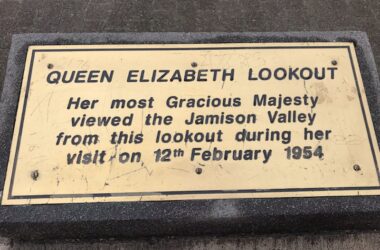 QUEEN ELIZABETH LOOKOUT
Her most Gracious Majesty
viewed the Jamison Valley
from this lookout during her
visit on 12th February 1954